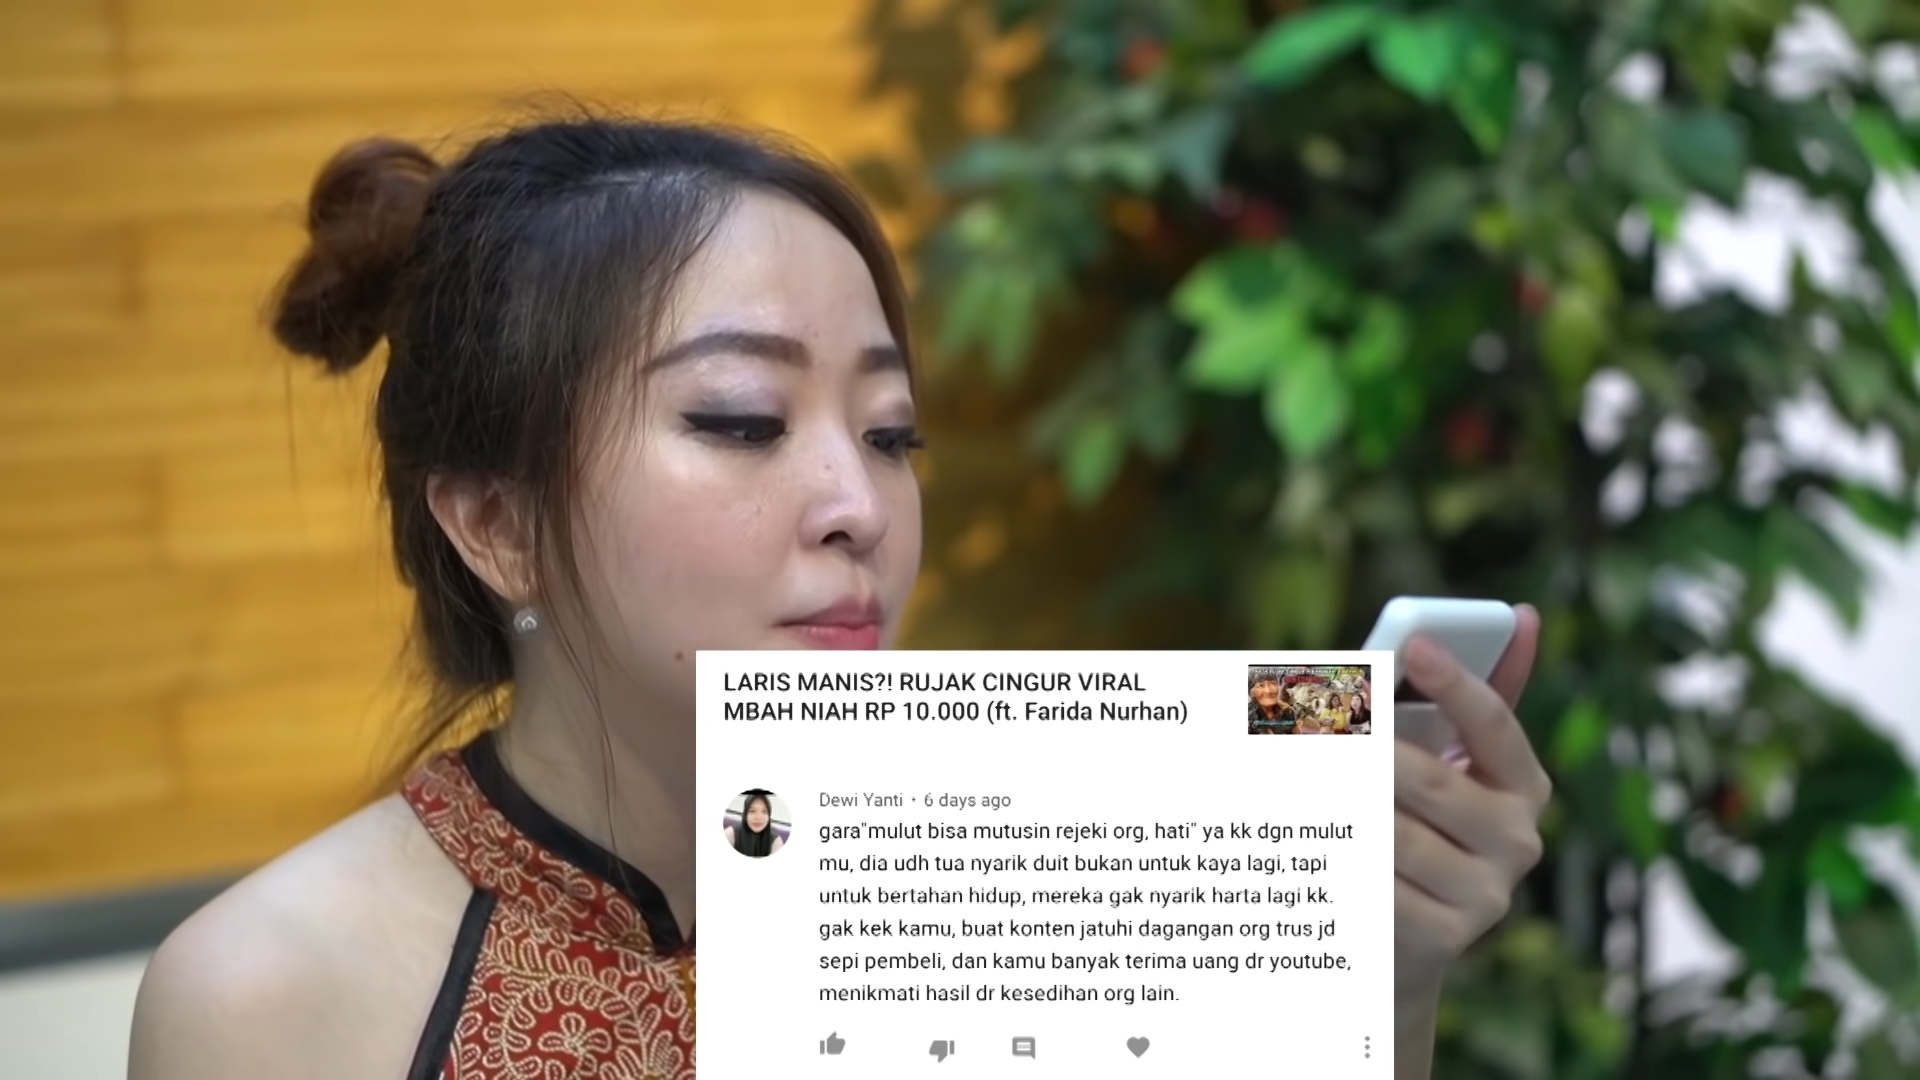 LARIS MANIS?! RUJAK CINGUR VIRAL
MBAH NIAH RP 10.000 (ft. Farida Nurhan)
Dewi Yanti • 6 days ago
gara"mulut bisa mutusin rejeki org, hati" ya kk dgn mulut
mu, dia udh tua nyarik duit bukan untuk kaya lagi, tapi
untuk bertahan hidup, mereka gak nyarik harta lagi kk.
gak kek kamu, buat konten jatuhi dagangan org trus jd
sepi pembeli, dan kamu banyak terima uang dr youtube,
menikmati hasil dr kesedihan org lain.